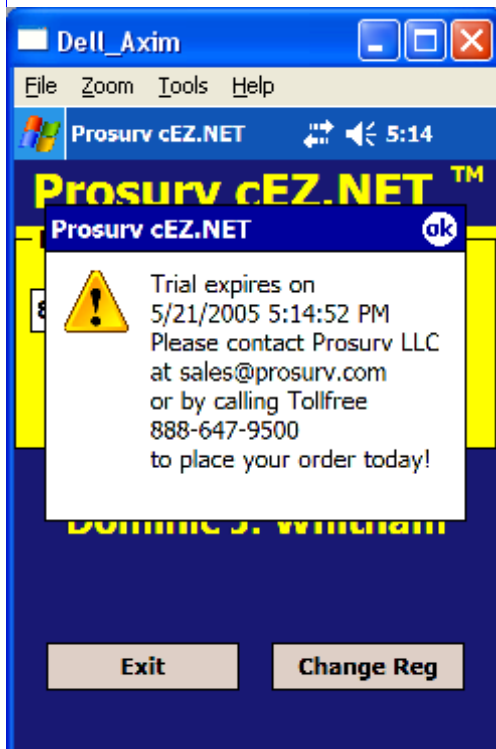 Dell_Axim
File Zoom Tools Help
Prosurv cEZ.NET 5:14
Prosurv cEZ.NET ™
Prosurv cEZ.NET ok
Trial expires on
5/21/2005 5:14:52 PM
Please contact Prosurv LLC
at sales@prosurv.com
or by calling Tollfree
888-647-9500
to place your order today!
Dominic J. Whitham
Exit Change Reg